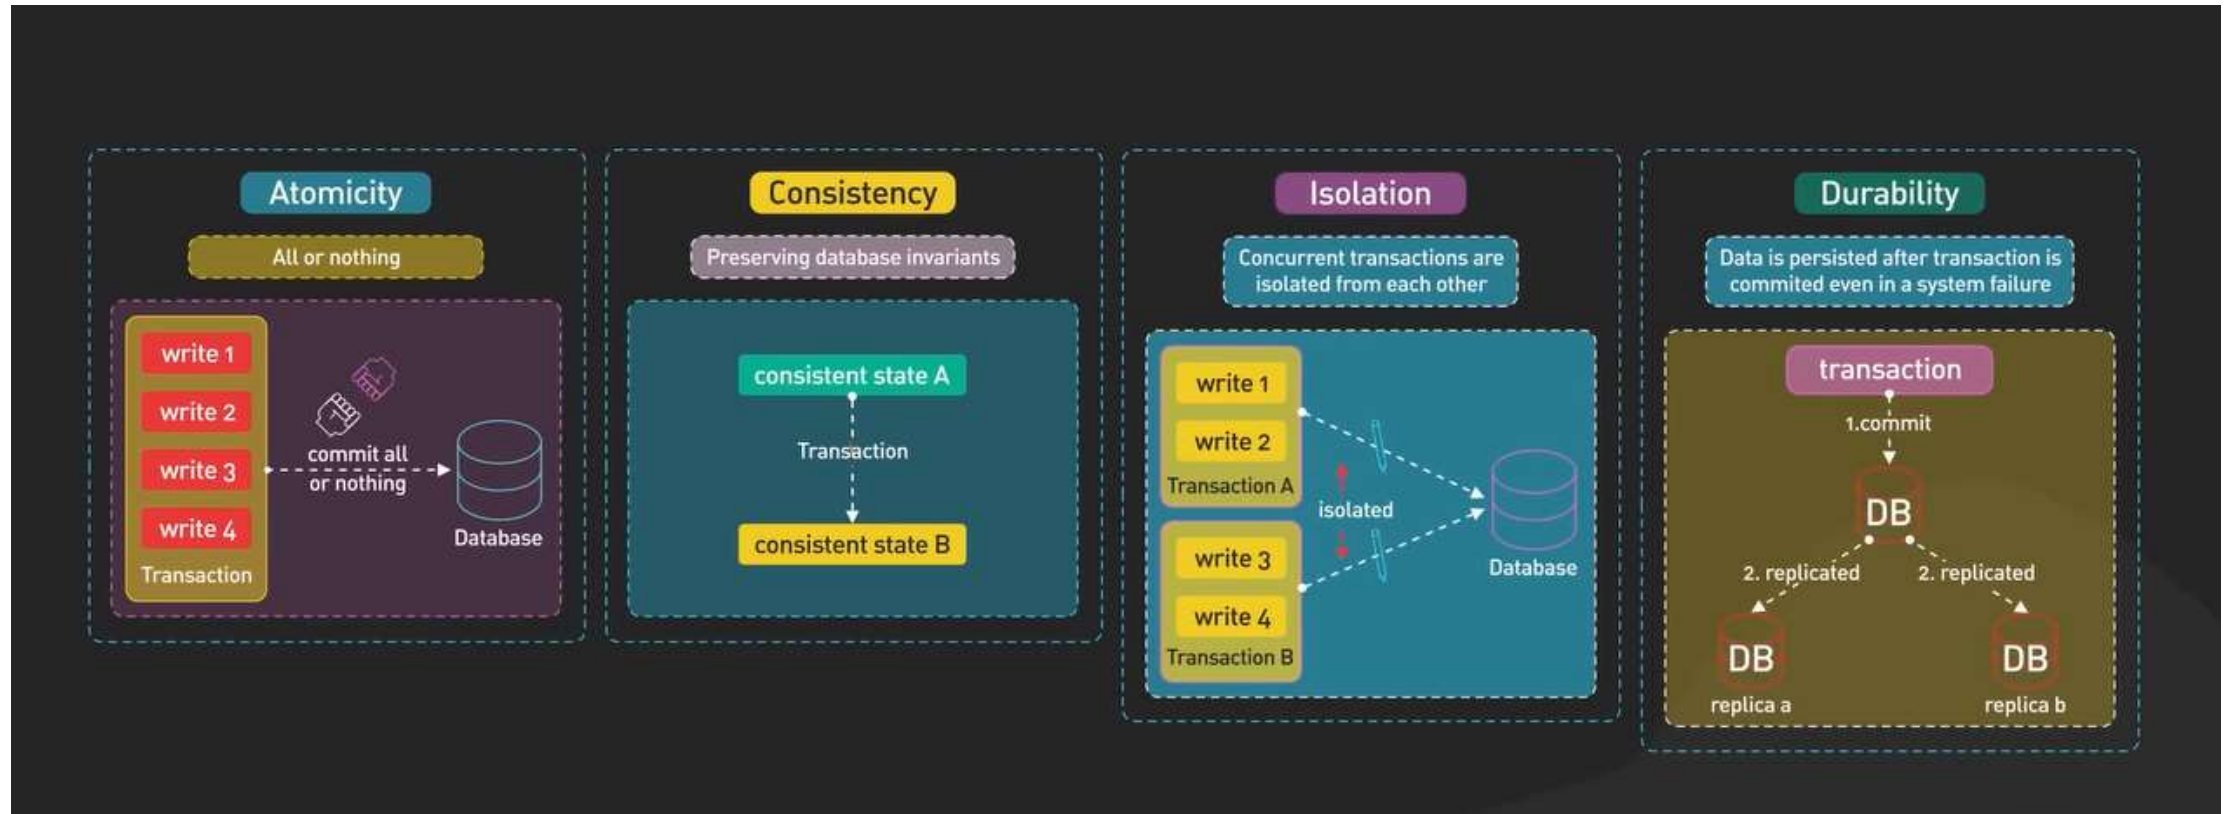 Atomicity
All or nothing
write 1
write 2
write 3
write 4
Transaction
commit all
or nothing
Database
Consistency
Preserving database invariants
consistent state A
Transaction
consistent state B
Isolation
Concurrent transactions are
isolated from each other
write 1
write 2
Transaction A
isolated
write 3
write 4
Transaction B
Database
Durability
Data is persisted after transaction is
commited even in a system failure
transaction
1.commit
DB
2. replicated
2. replicated
DB
DB
replica a
replica b